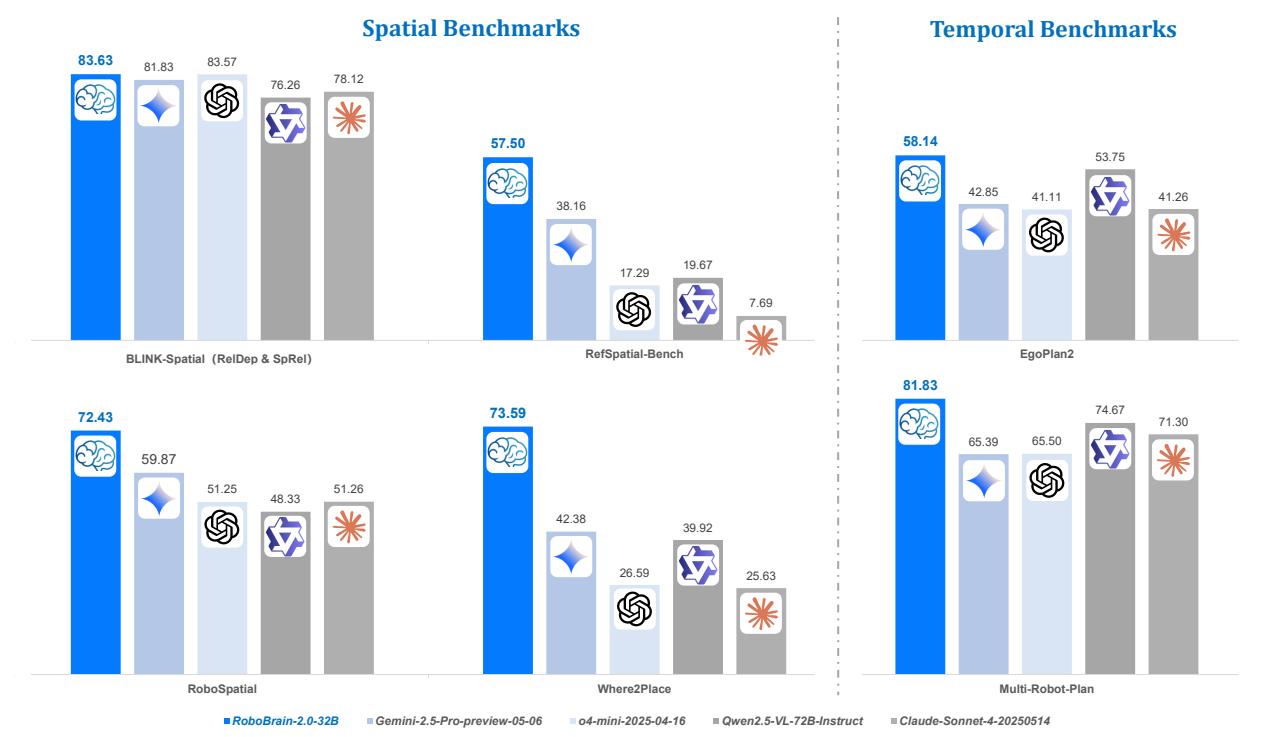 Spatial Benchmarks
Temporal Benchmarks
83.63
81.83
83.57
76.26
78.12
BLINK-Spatial (RelDep & SpRel)
57.50
38.16
17.29
19.67
7.69
RefSpatial-Bench
58.14
42.85
41.11
53.75
41.26
EgoPlan2
72.43
59.87
51.25
48.33
51.26
RoboSpatial
73.59
42.38
26.59
39.92
25.63
Where2Place
81.83
65.39
65.50
74.67
71.30
Multi-Robot-Plan
RoboBrain-2.0-32B
Gemini-2.5-Pro-preview-05-06
o4-mini-2025-04-16
Qwen2.5-VL-72B-Instruct
Claude-Sonnet-4-20250514